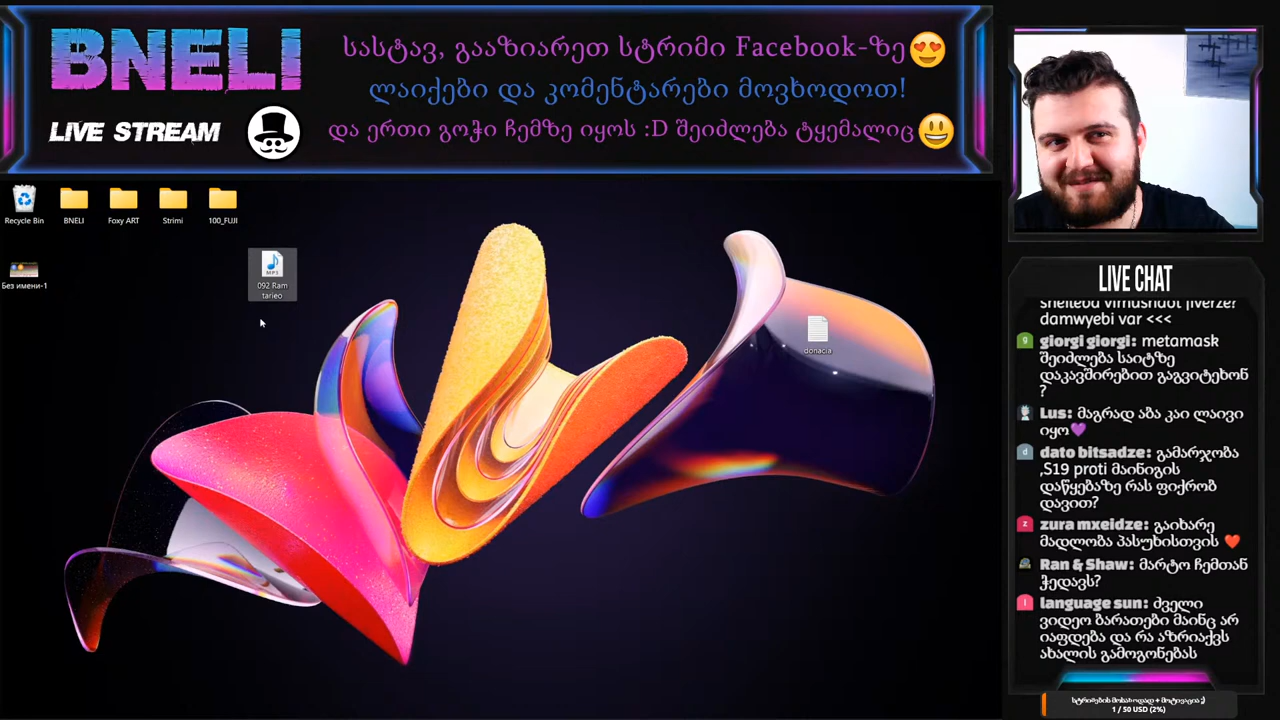 BNELI
LIVE STREAM
სასტავ, გააზიარეთ სტრიმი Facebook-ზე😍
ლაიქები და კომენტარები მოვხოდოთ!
და ერთი გოჭი ჩემზე იყოს :D შეიძლება ტყემალიც😃
Recycle Bin
BNELI
Foxy ART
Strimi
100_FUJI
Без имени-1
MP3
092 Ram
tarieo
donacia
LIVE CHAT
damwyebi var <<<
giorgi giorgi: metamask
შეიძლება საიტზე
დაკავშირებით გაგვიტეხონ
?
Lus: მაგრად აბა კაი ლაივი
იყო💜
dato bitsadze: გამარჯობა
,S19 proti მაინიგის
დაწყებაზე რას ფიქრობ
დავით?
zura mxeidze: გაიხარე
მადლობა პასუხისთვის ❤️
Ran & Shaw: მარტო ჩემთან
ჭედავს?
language sun: ძველი
ვიდეო ბარათები მაინც არ
იაფდება და რა აზრიაქვს
ახალის გამოგონებას
1 / 50 USD (2%)